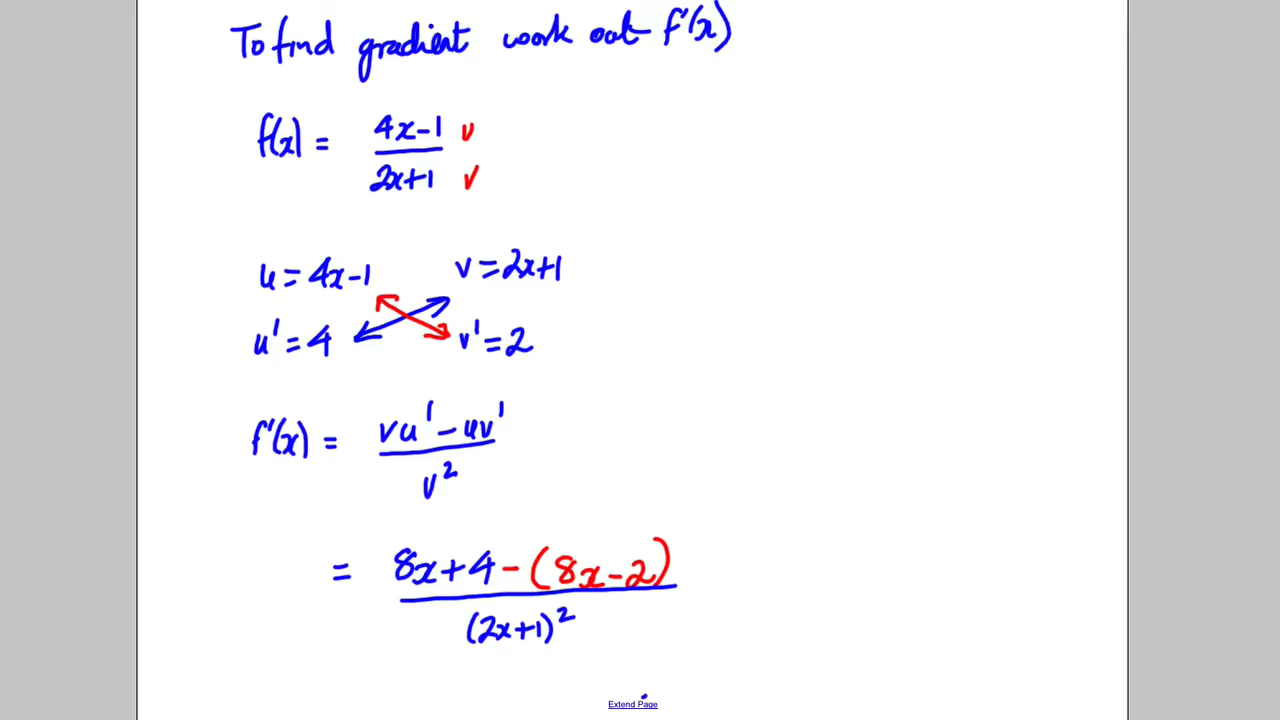 To find gradient work out f'(x)
f(x) = (4x-1)/(2x+1) u v
u = 4x-1 v = 2x+1
u' = 4 v' = 2
f'(x) = (vu' - uv')/v²
= (8x+4-(8x-2))/(2x+1)²
Extend Page